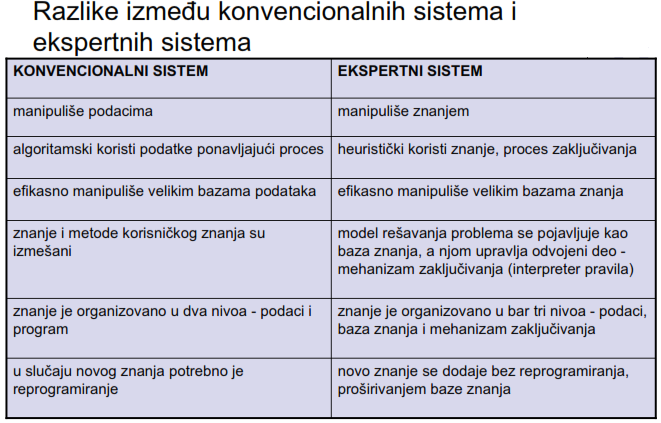 Razlike između konvencionalnih sistema i
ekspertnih sistema
KONVENCIONALNI SISTEM
EKSPERTNI SISTEM
manipuliše podacima
manipuliše znanjem
algoritamski koristi podatke ponavljajući proces
heuristički koristi znanje, proces zaključivanja
efikasno manipuliše velikim bazama podataka
efikasno manipuliše velikim bazama znanja
znanje i metode korisničkog znanja su
izmešani
model rešavanja problema se pojavljuje kao
baza znanja, a njom upravlja odvojeni deo -
mehanizam zaključivanja (interpreter pravila)
znanje je organizovano u dva nivoa - podaci i
program
znanje je organizovano u bar tri nivoa - podaci,
baza znanja i mehanizam zaključivanja
u slučaju novog znanja potrebno je
reprogramiranje
novo znanje se dodaje bez reprogramiranja,
proširivanjem baze znanja